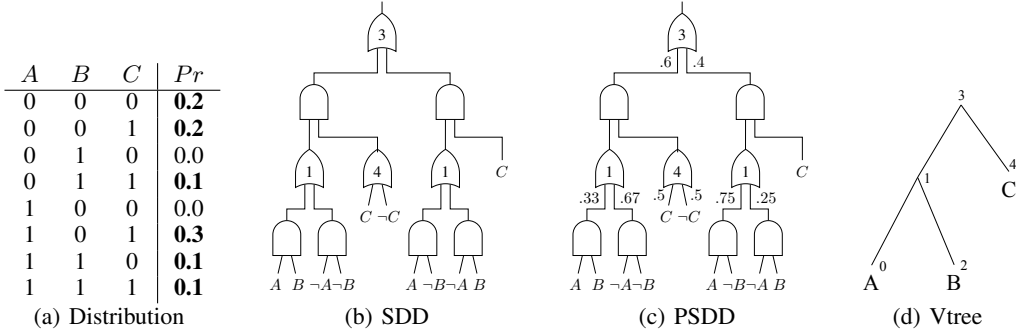 A B C Pr
0 0 0 0.2
0 0 1 0.2
0 1 0 0.0
0 1 1 0.1
1 0 0 0.0
1 0 1 0.3
1 1 0 0.1
1 1 1 0.1
(a) Distribution
3
1 4 1 C
C ¬C
A B ¬A¬B A ¬B¬A B
(b) SDD
3
.6 .4
1 4 1 C
.33 .67 .5 .5 .75 .25
C ¬C
A B ¬A¬B A ¬B¬A B
(c) PSDD
3
1 4
C
0 2
A B
(d) Vtree